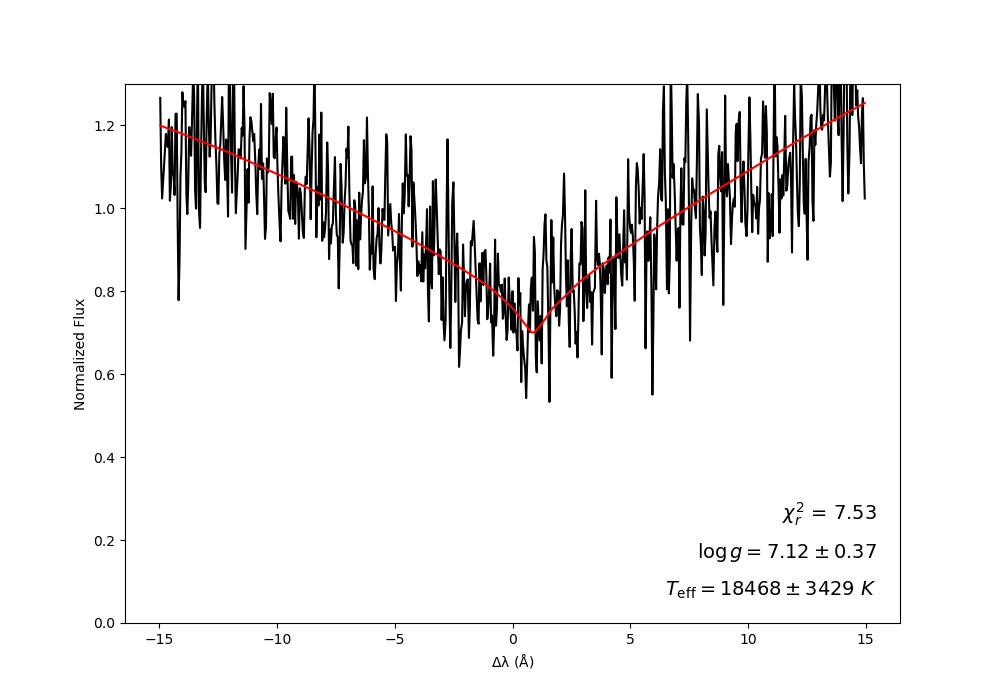 1.2
1.0
0.8
0.6
0.4
0.2
0.0
Normalized Flux
χ²ᵣ = 7.53
log g = 7.12 ± 0.37
T_eff = 18468 ± 3429 K
−15 −10 −5 0 5 10 15
Δλ (Å)